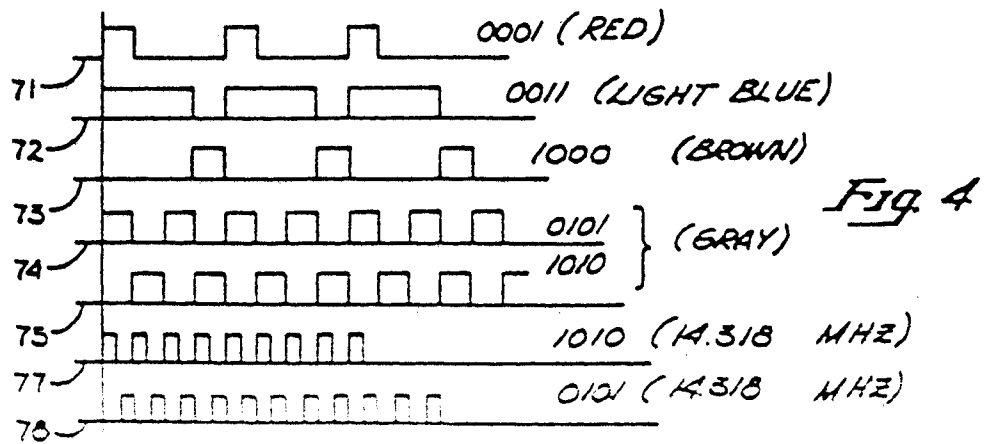 0001 (RED)
71
0011 (LIGHT BLUE)
72
1000 (BROWN)
73
Fig. 4
0101
(GRAY)
74
1010
75
1010 (14.318 MHZ)
77
0101 (14.318 MHZ)
78